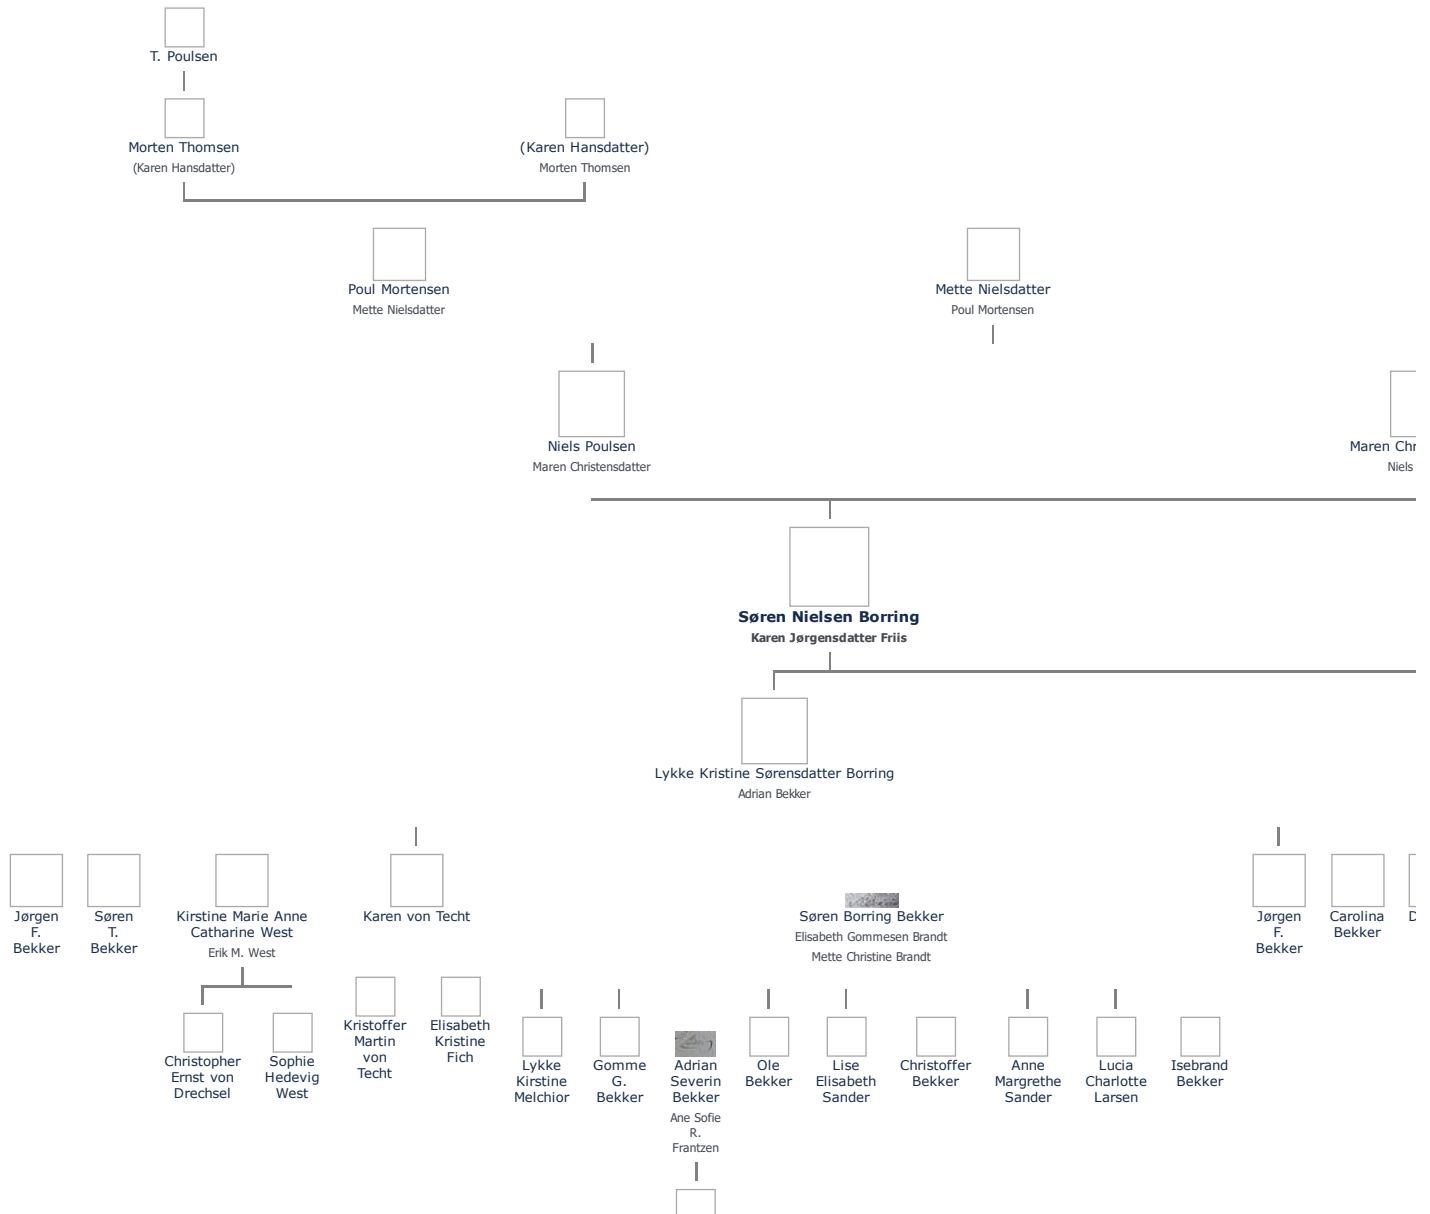 T. Poulsen
Morten Thomsen
(Karen Hansdatter)
(Karen Hansdatter)
Morten Thomsen
Poul Mortensen
Mette Nielsdatter
Mette Nielsdatter
Poul Mortensen
Niels Poulsen
Maren Christensdatter
Maren Chr
Niels
Søren Nielsen Borring
Karen Jørgensdatter Friis
Lykke Kristine Sørensdatter Borring
Adrian Bekker
Jørgen
F.
Bekker
Søren
T.
Bekker
Kirstine Marie Anne
Catharine West
Erik M. West
Karen von Techt
Søren Borring Bekker
Elisabeth Gommesen Brandt
Mette Christine Brandt
Jørgen
F.
Bekker
Carolina
Bekker
D
Christopher
Ernst von
Drechsel
Sophie
Hedevig
West
Kristoffer
Martin
von
Techt
Elisabeth
Kristine
Fich
Lykke
Kirstine
Melchior
Gomme
G.
Bekker
Adrian
Severin
Bekker
Ane Sofie
R.
Frantzen
Ole
Bekker
Lise
Elisabeth
Sander
Christoffer
Bekker
Anne
Margrethe
Sander
Lucia
Charlotte
Larsen
Isebrand
Bekker